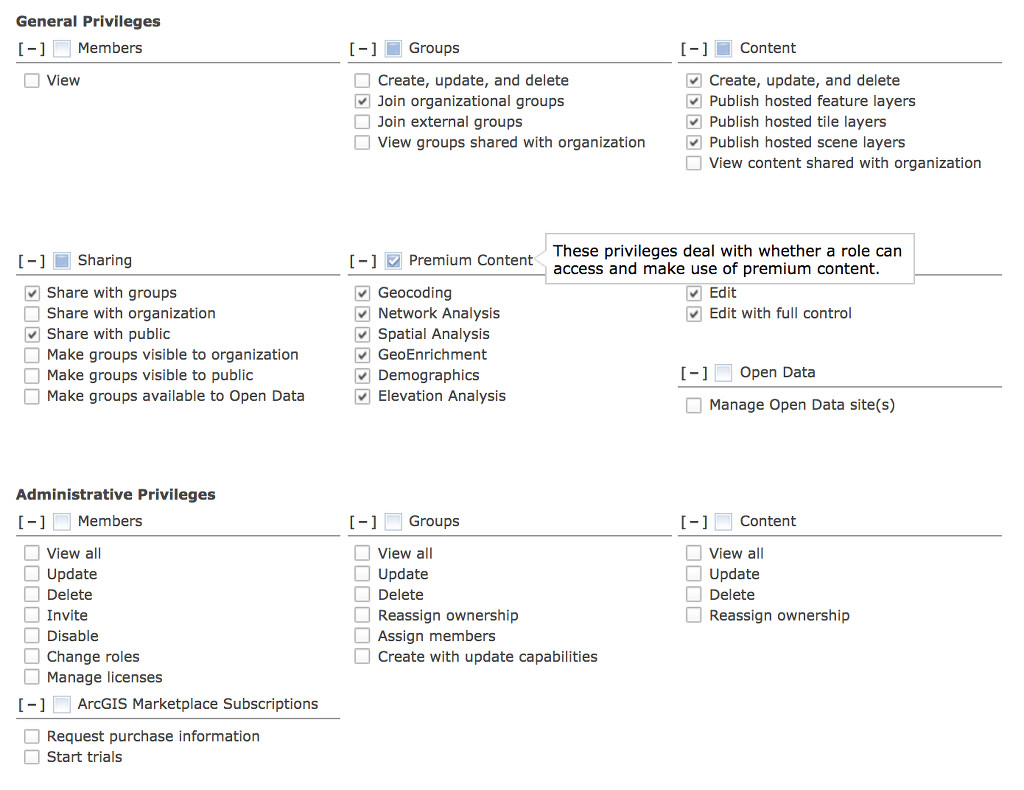 General Privileges
[−] Members
View
[−] Groups
Create, update, and delete
Join organizational groups
Join external groups
View groups shared with organization
[−] Content
Create, update, and delete
Publish hosted feature layers
Publish hosted tile layers
Publish hosted scene layers
View content shared with organization
[−] Sharing
Share with groups
Share with organization
Share with public
Make groups visible to organization
Make groups visible to public
Make groups available to Open Data
[−] Premium Content
These privileges deal with whether a role can
access and make use of premium content.
Geocoding
Network Analysis
Spatial Analysis
GeoEnrichment
Demographics
Elevation Analysis
Edit
Edit with full control
[−] Open Data
Manage Open Data site(s)
Administrative Privileges
[−] Members
View all
Update
Delete
Invite
Disable
Change roles
Manage licenses
[−] Groups
View all
Update
Delete
Reassign ownership
Assign members
Create with update capabilities
[−] Content
View all
Update
Delete
Reassign ownership
[−] ArcGIS Marketplace Subscriptions
Request purchase information
Start trials